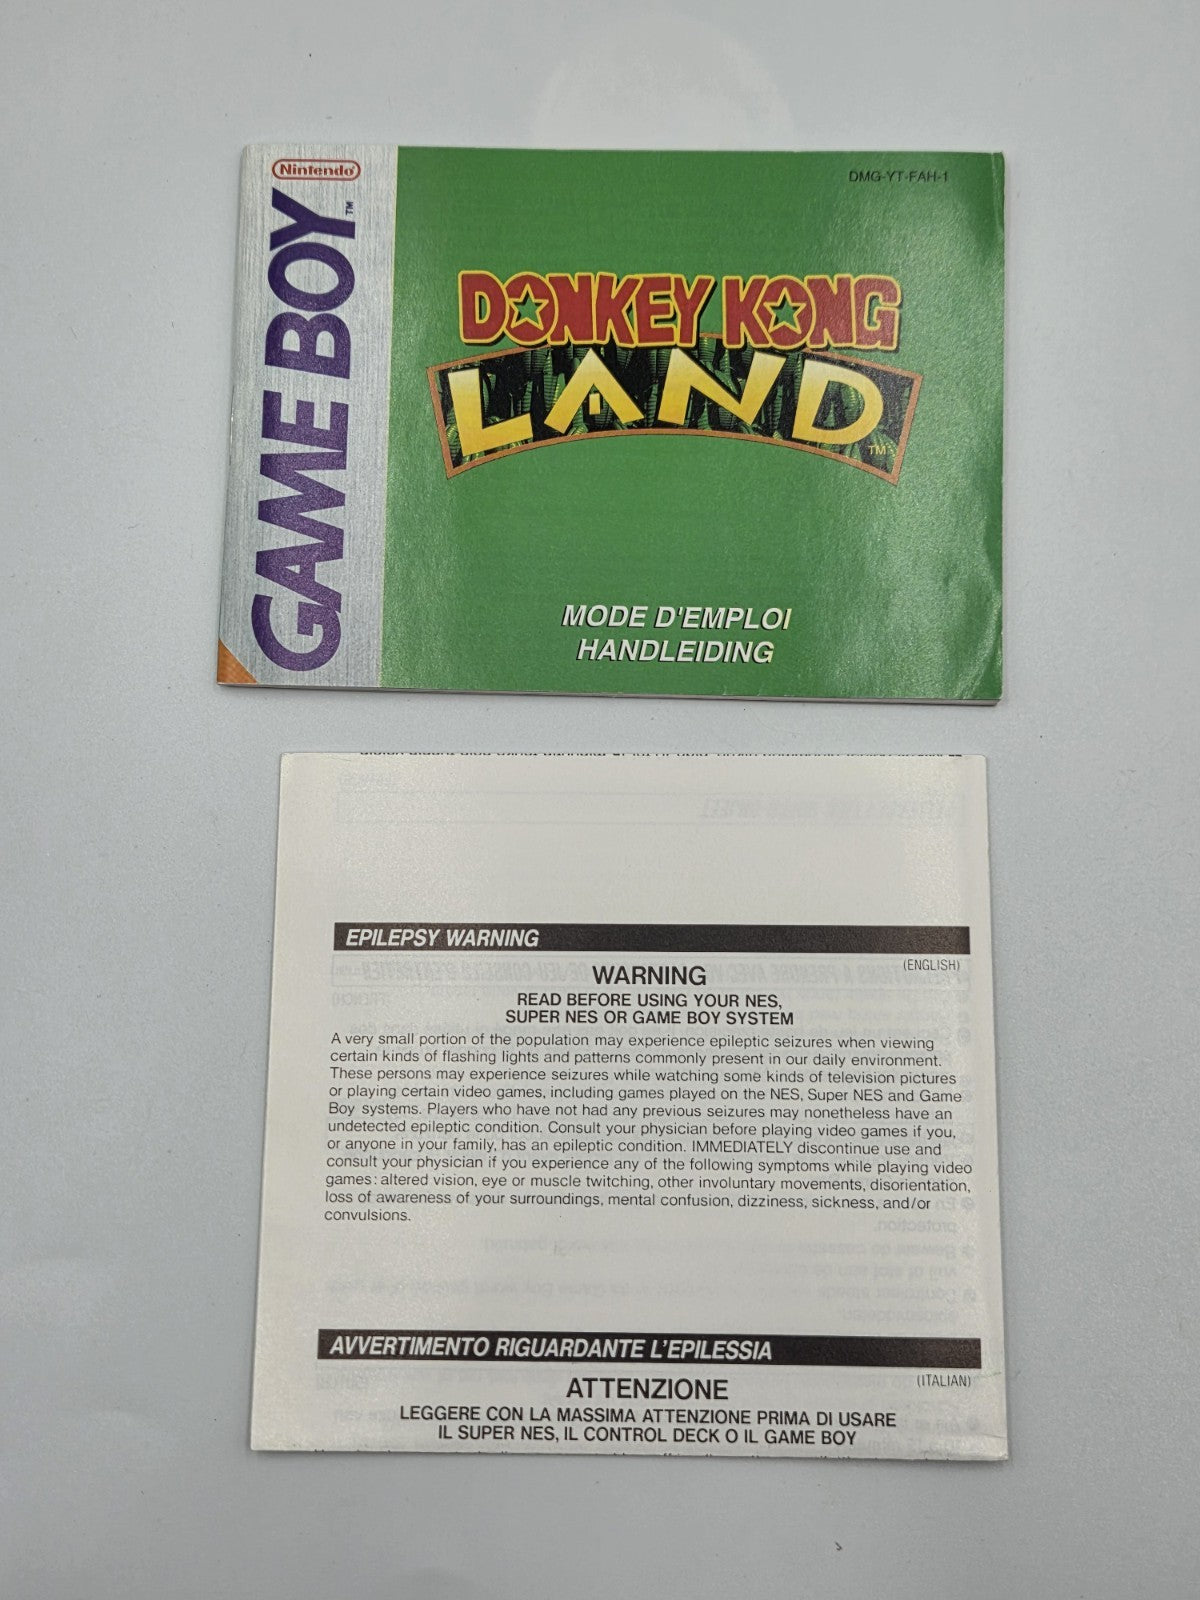 Nintendo
GAME BOY™
DMG-YT-FAH-1
DONKEY KONG
LAND
™
MODE D'EMPLOI
HANDLEIDING
EPILEPSY WARNING
(ENGLISH)
WARNING
READ BEFORE USING YOUR NES,
SUPER NES OR GAME BOY SYSTEM
A very small portion of the population may experience epileptic seizures when viewing
certain kinds of flashing lights and patterns commonly present in our daily environment.
These persons may experience seizures while watching some kinds of television pictures
or playing certain video games, including games played on the NES, Super NES and Game
Boy systems. Players who have not had any previous seizures may nonetheless have an
undetected epileptic condition. Consult your physician before playing video games if you,
or anyone in your family, has an epileptic condition. IMMEDIATELY discontinue use and
consult your physician if you experience any of the following symptoms while playing video
games: altered vision, eye or muscle twitching, other involuntary movements, disorientation,
loss of awareness of your surroundings, mental confusion, dizziness, sickness, and/or
convulsions.
AVVERTIMENTO RIGUARDANTE L'EPILESSIA
(ITALIAN)
ATTENZIONE
LEGGERE CON LA MASSIMA ATTENZIONE PRIMA DI USARE
IL SUPER NES, IL CONTROL DECK O IL GAME BOY